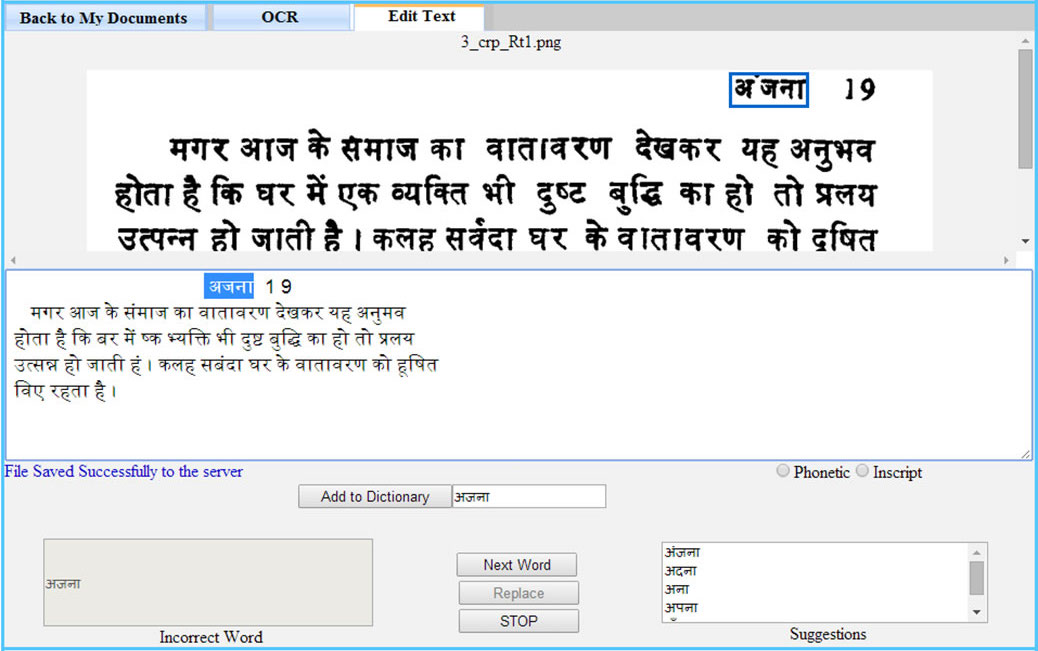 Back to My Documents OCR Edit Text
3_crp_Rt1.png
अंजना 19
मगर आज के संमाज का वातावरण देखकर यह अनुभव
होता है कि घर में एक व्यक्ति भी दुष्ट बुद्धि का हो तो प्रलय
उत्पन्न हो जाती है । कलह सर्वदा घर के वातावरण को दूषित
अजना 1 9
मगर आज के संमाज का वातावरण देखकर यह अनुमव
होता है कि बर में ष्क भ्यक्ति भी दुष्ट बुद्धि का हो तो प्रलय
उत्सन्न हो जाती हं । कलह सबंदा घर के वातावरण को हूषित
विए रहता है ।
File Saved Successfully to the server
Phonetic Inscript
Add to Dictionary अजना
अंजना
Next Word
अदना
अजना
Replace
अना
अपना
STOP
Incorrect Word
Suggestions